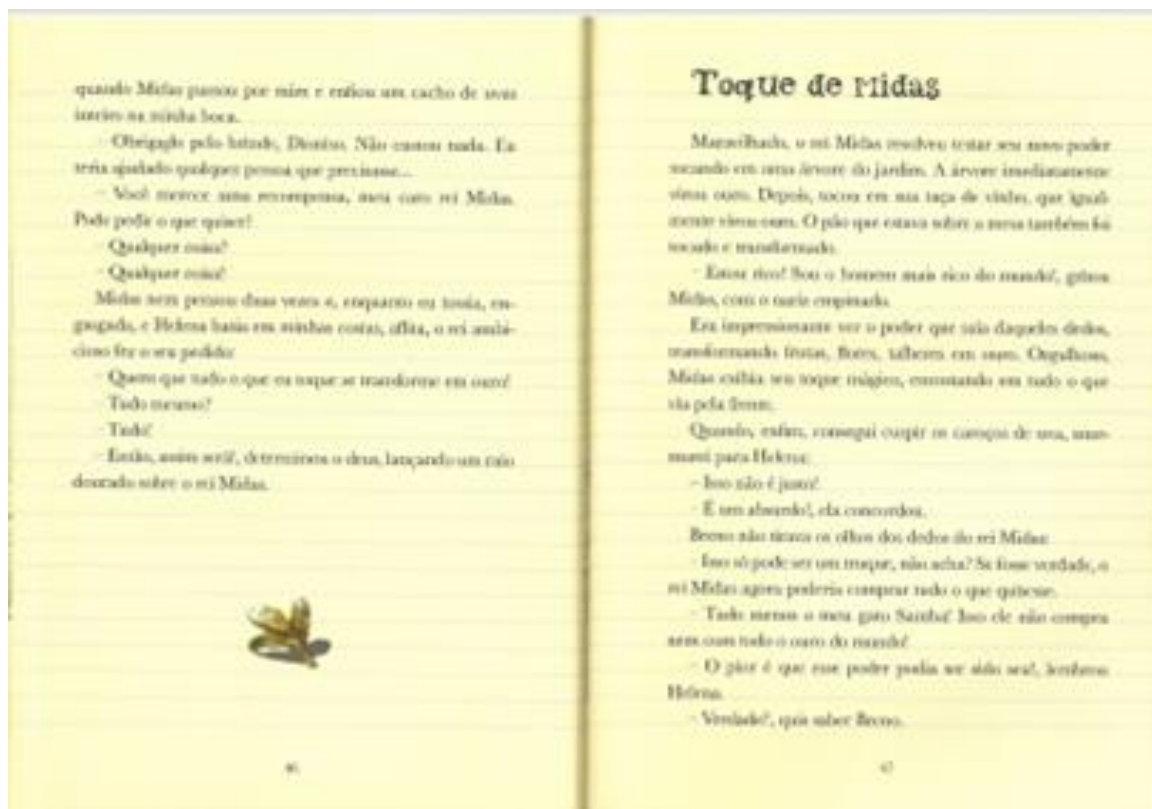 quando Midas passou por mim e enfiou um cacho de uvas
inteiro na minha boca.
– Obrigado pelo brinde, Dioniso. Não custou nada. Eu
teria ajudado qualquer pessoa que precisasse...
– Você merece uma recompensa, meu caro rei Midas.
Pode pedir o que quiser!
– Qualquer coisa?
– Qualquer coisa!
Midas nem pensou duas vezes e, enquanto eu tossia, en-
gasgada, e Helena batia em minhas costas, aflita, o rei ambi-
cioso fez o seu pedido:
– Quero que tudo o que eu toque se transforme em ouro!
– Tudo mesmo?
– Tudo!
– Então, assim será!, determinou o deus, lançando um raio
dourado sobre o rei Midas.
46
Toque de Midas
Maravilhado, o rei Midas resolveu testar seu novo poder
tocando em uma árvore do jardim. A árvore imediatamente
virou ouro. Depois, tocou em sua taça de vinho, que igual-
mente virou ouro. O pão que estava sobre a mesa também foi
tocado e transformado.
– Estou rico! Sou o homem mais rico do mundo!, gritou
Midas, com o nariz empinado.
Era impressionante ver o poder que saía daqueles dedos,
transformando frutas, flores, talheres em ouro. Orgulhoso,
Midas exibia seu toque mágico, encostando em tudo o que
via pela frente.
Quando, enfim, consegui cuspir os caroços de uva, mur-
murei para Helena:
– Isso não é justo!
– É um absurdo!, ela concordou.
Breno não tirava os olhos dos dedos do rei Midas:
– Isso só pode ser um truque, não acha? Se fosse verdade, o
rei Midas agora poderia comprar tudo o que quisesse.
– Tudo menos o meu gato Samba! Isso ele não compra
nem com todo o ouro do mundo!
– O pior é que esse poder podia ter sido seu!, lembrou
Helena.
– Verdade?, quis saber Breno.
47